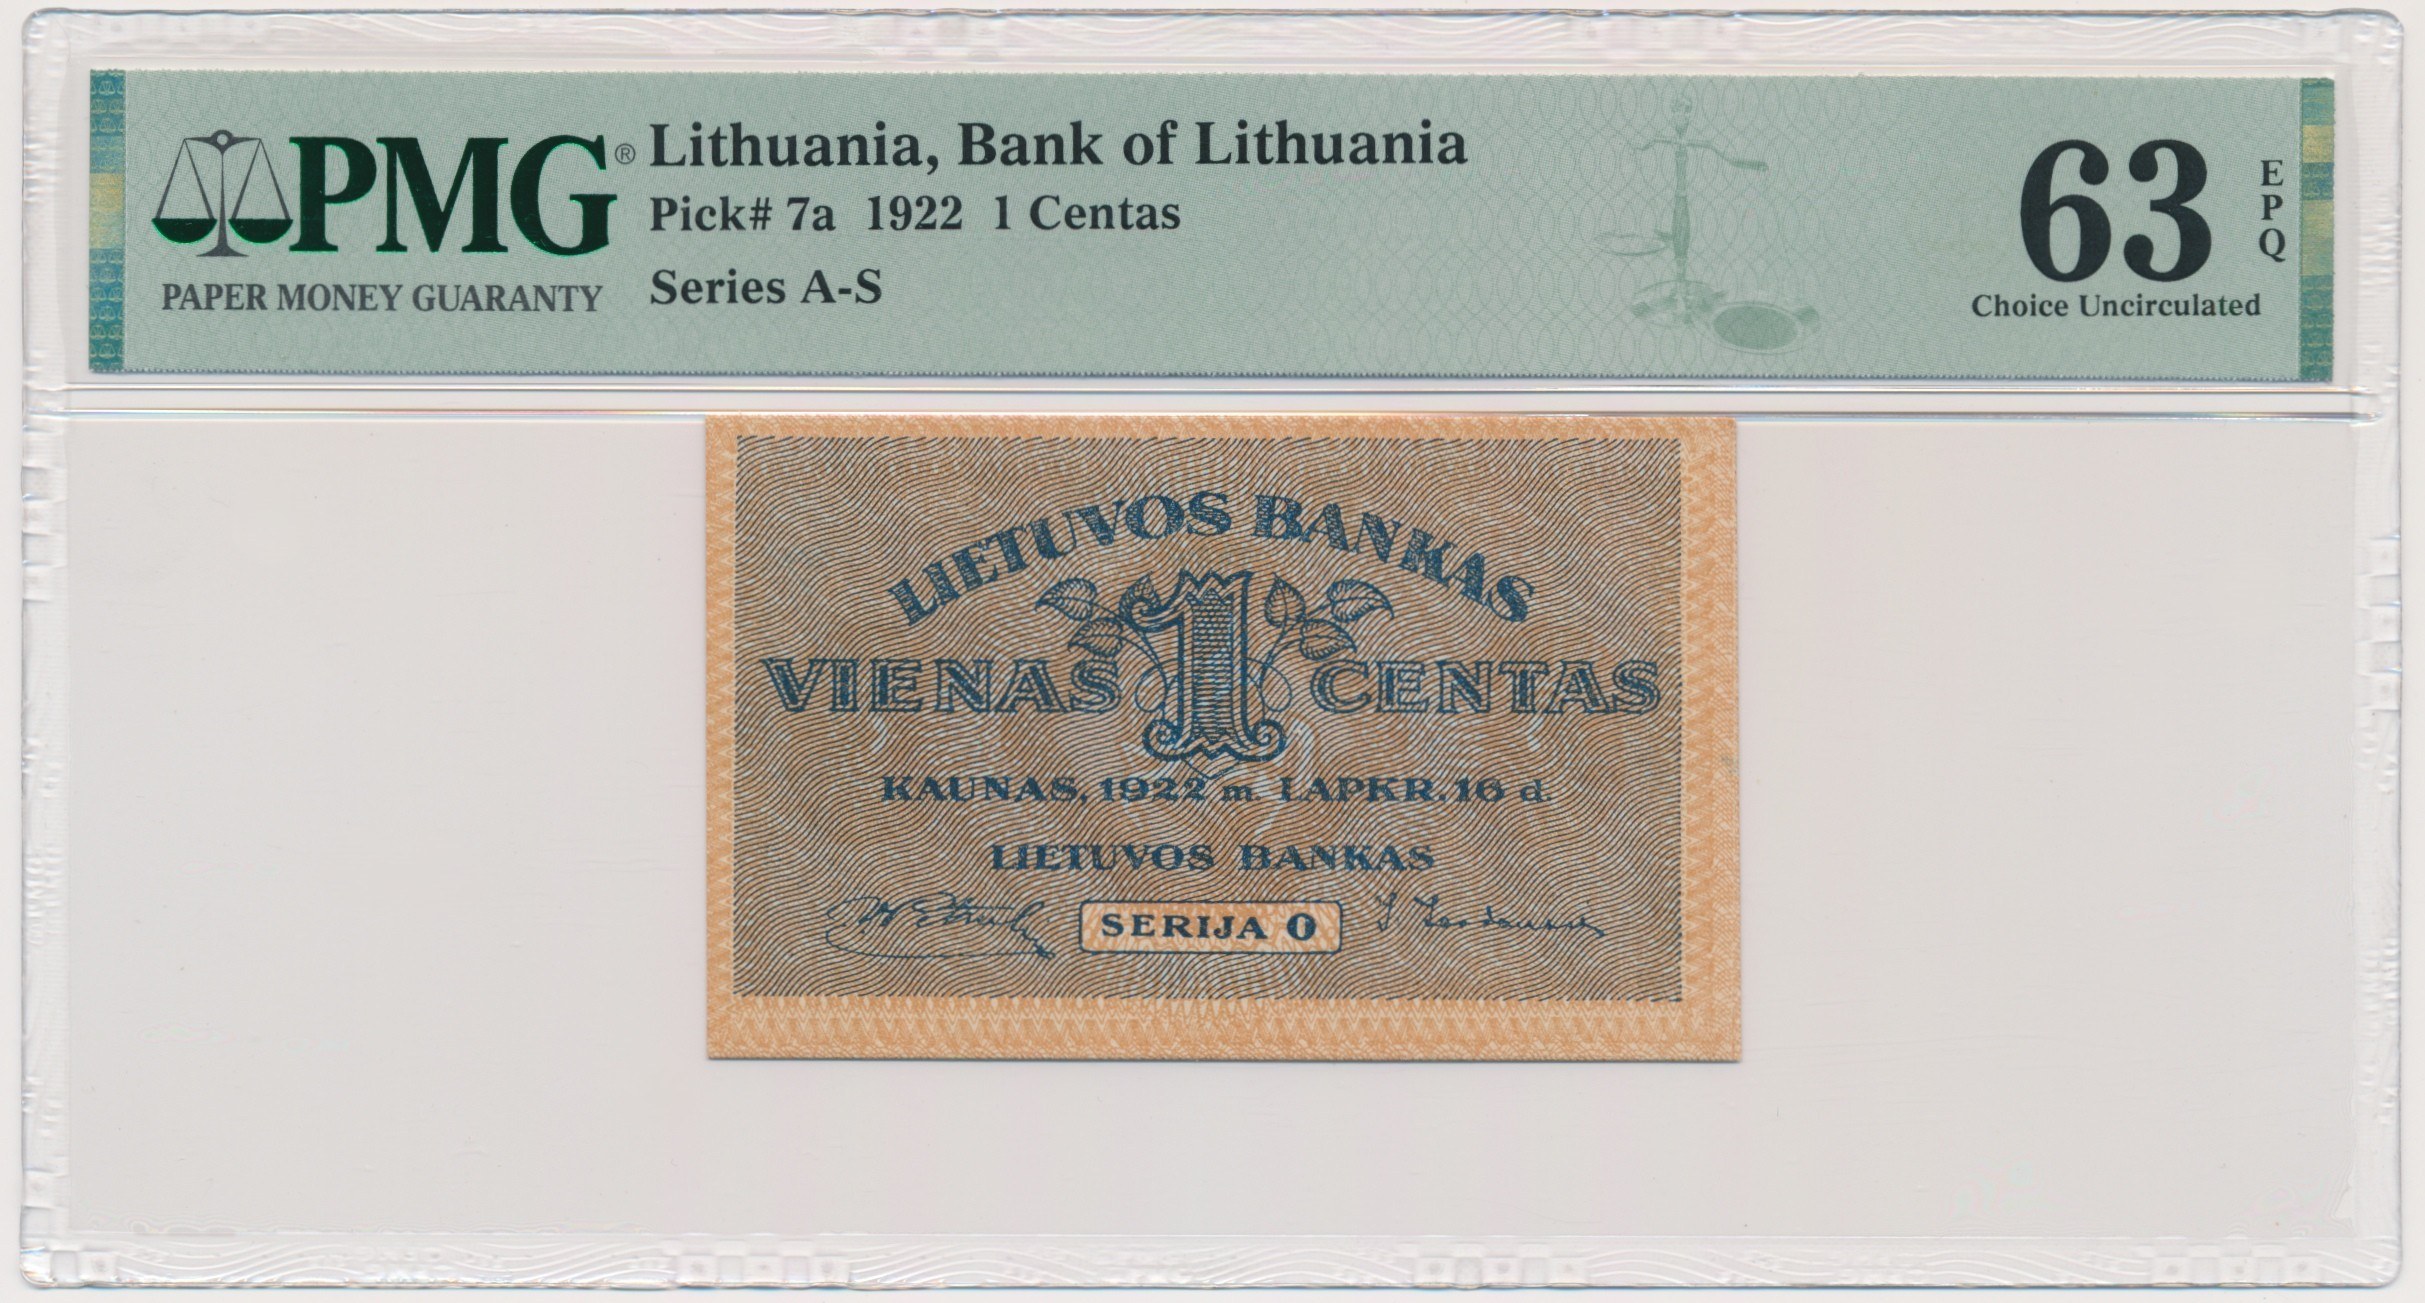 PMG®
PAPER MONEY GUARANTY
Lithuania, Bank of Lithuania
Pick# 7a 1922 1 Centas
Series A-S
63
EPQ
Choice Uncirculated
LIETUVOS BANKAS
VIENAS 1 CENTAS
KAUNAS, 1922 m. LAPKR. 16 d.
LIETUVOS BANKAS
SERIJA O